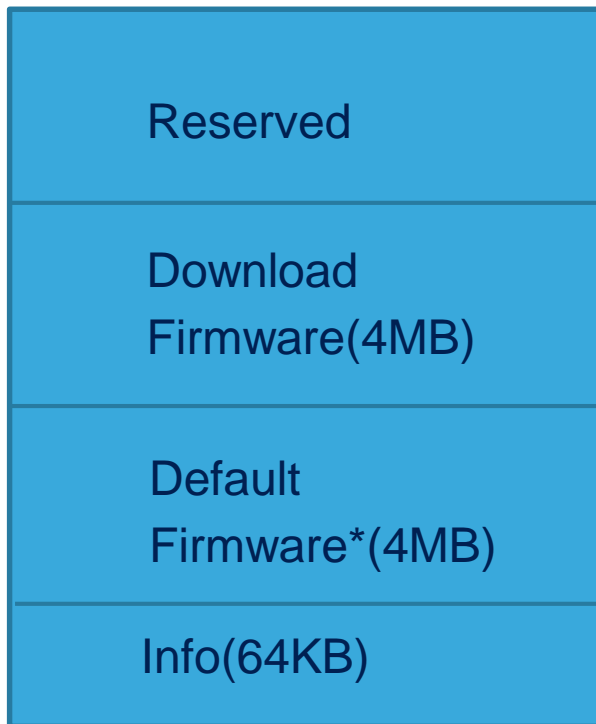 Reserved
Download
Firmware(4MB)
Default
Firmware*(4MB)
Info(64KB)